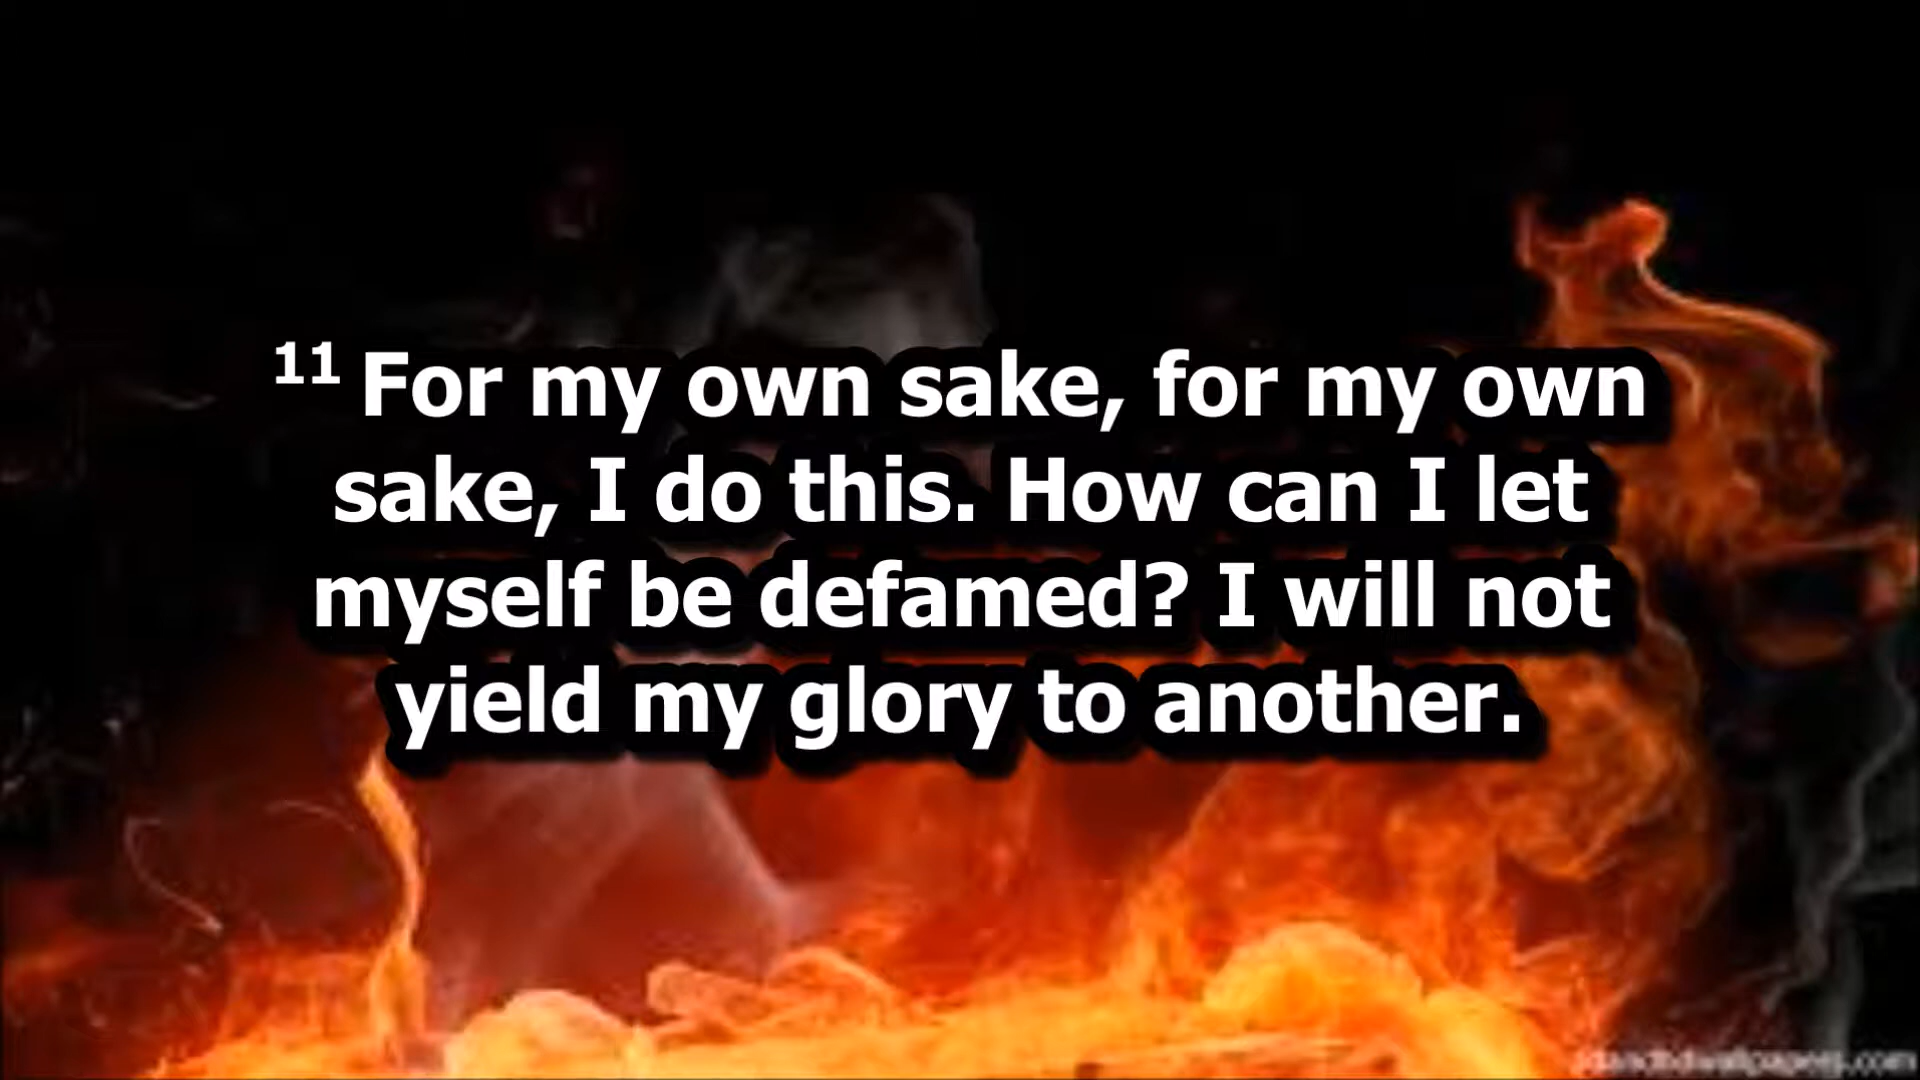 11 For my own sake, for my own
sake, I do this. How can I let
myself be defamed? I will not
yield my glory to another.